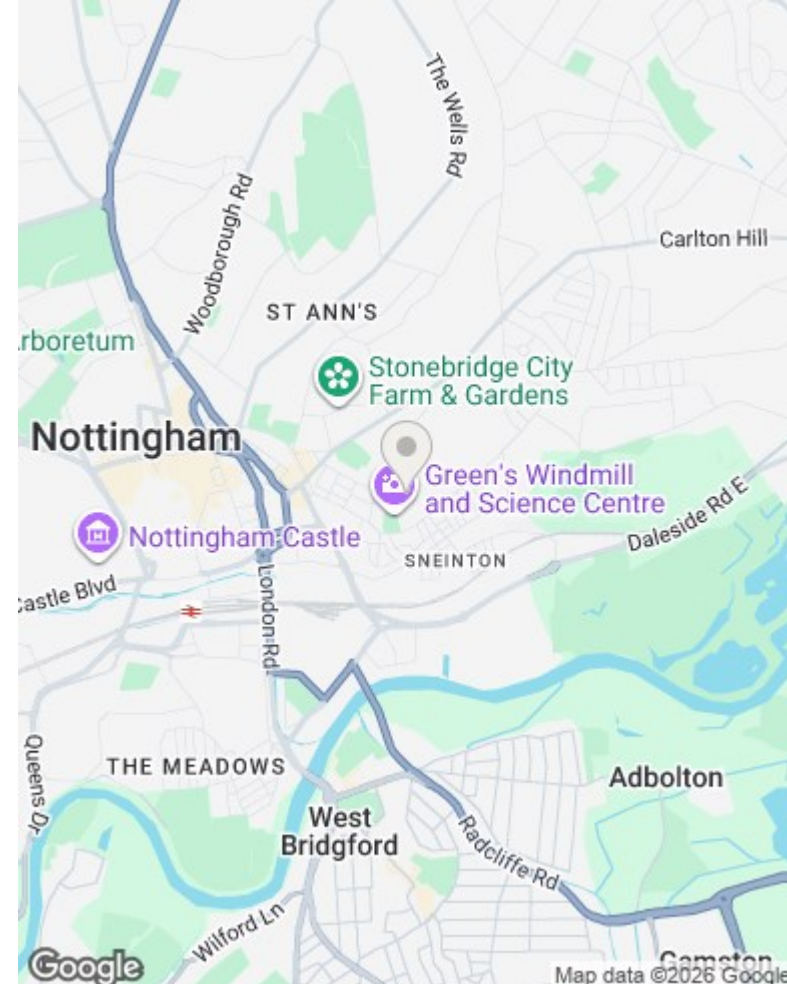 The Wells Rd
Woodborough Rd
Carlton Hill
ST ANN'S
rboretum
Stonebridge City
Farm & Gardens
Nottingham
Green's Windmill
and Science Centre
Daleside Rd E
Nottingham Castle
SNEINTON
Castle Blvd
London Rd
Queens Dr
THE MEADOWS
Adbolton
West
Bridgford
Radcliffe Rd
Wilford Ln
Gamston
Google
Map data ©2026 Google